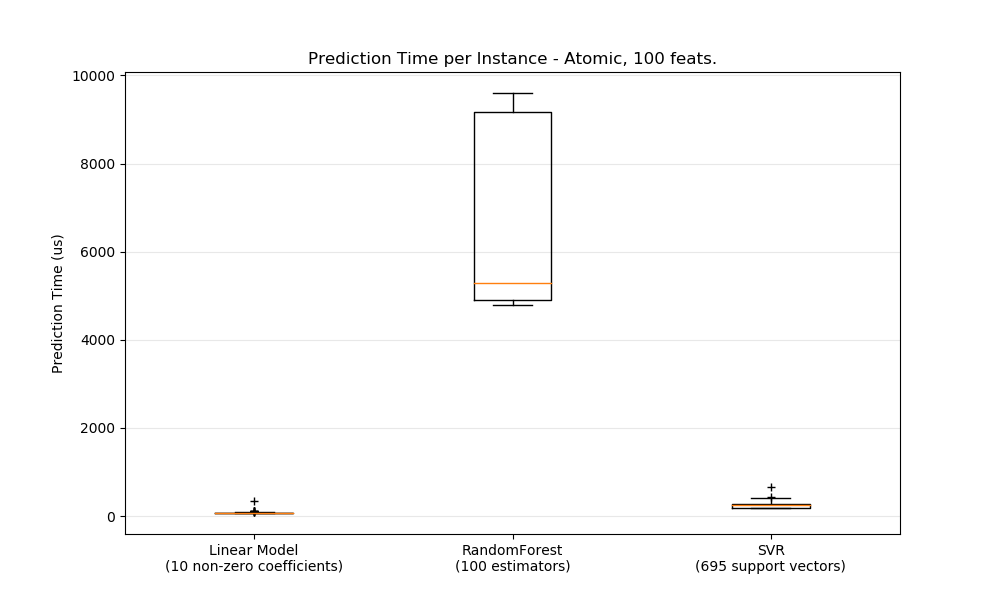 Prediction Time per Instance - Atomic, 100 feats.
Prediction Time (us)
10000
8000
6000
4000
2000
0
Linear Model
(10 non-zero coefficients)
RandomForest
(100 estimators)
SVR
(695 support vectors)